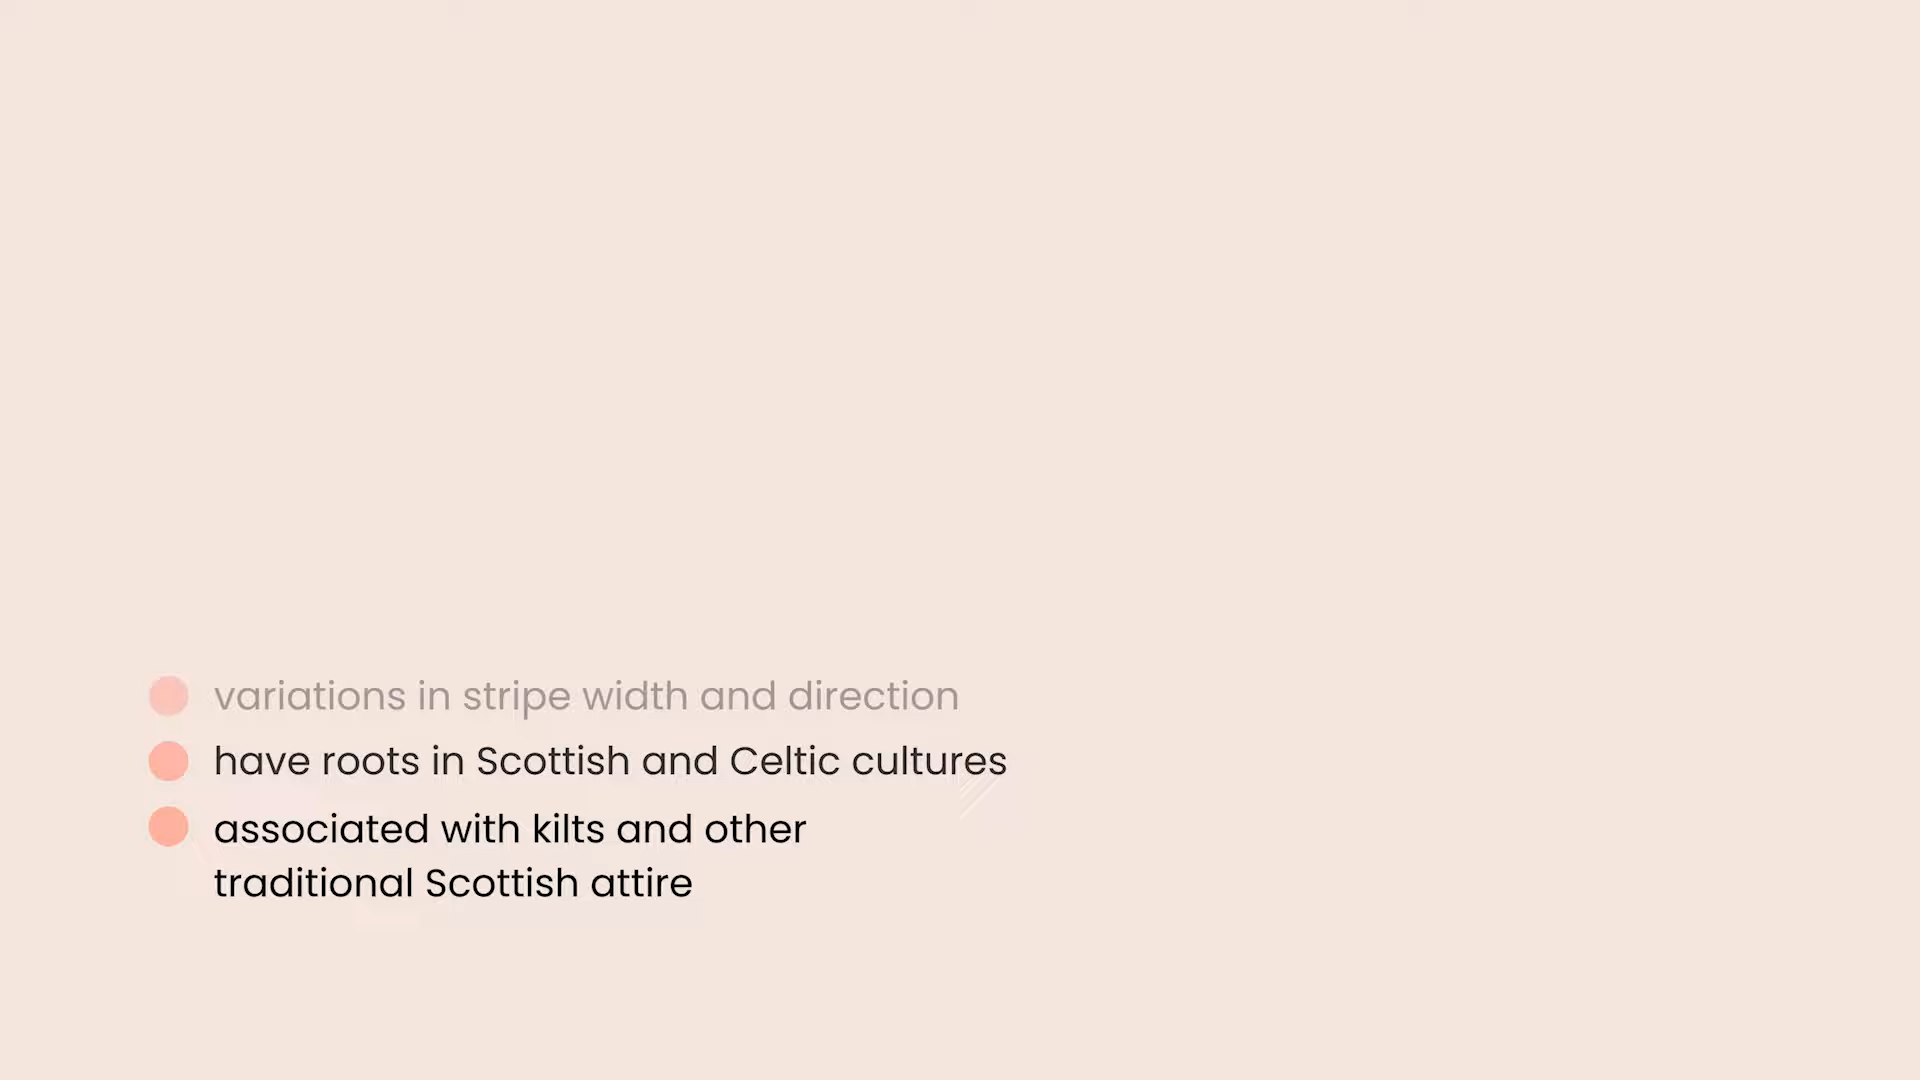 variations in stripe width and direction
have roots in Scottish and Celtic cultures
associated with kilts and other
traditional Scottish attire